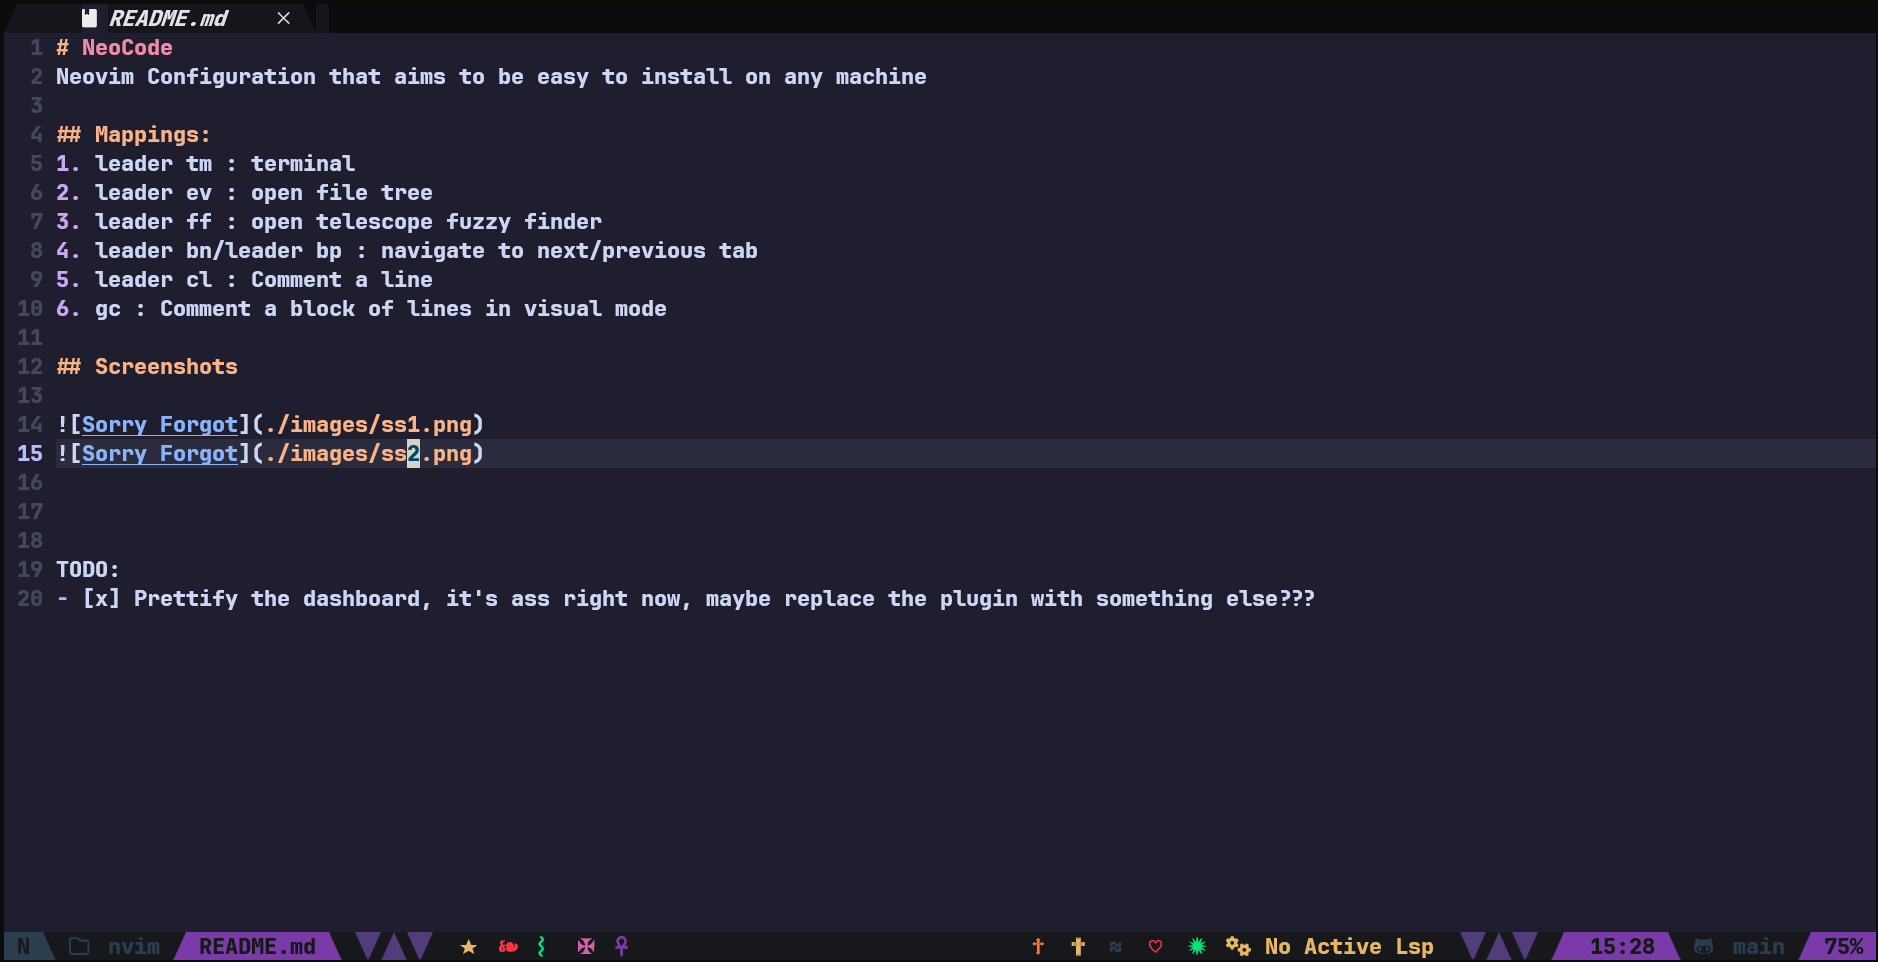 README.md ×
1 # NeoCode
2 Neovim Configuration that aims to be easy to install on any machine
3
4 ## Mappings:
5 1. leader tm : terminal
6 2. leader ev : open file tree
7 3. leader ff : open telescope fuzzy finder
8 4. leader bn/leader bp : navigate to next/previous tab
9 5. leader cl : Comment a line
10 6. gc : Comment a block of lines in visual mode
11
12 ## Screenshots
13
14 ![Sorry Forgot](./images/ss1.png)
15 ![Sorry Forgot](./images/ss2.png)
16
17
18
19 TODO:
20 - [x] Prettify the dashboard, it's ass right now, maybe replace the plugin with something else???
N nvim README.md No Active Lsp 15:28 main 75%